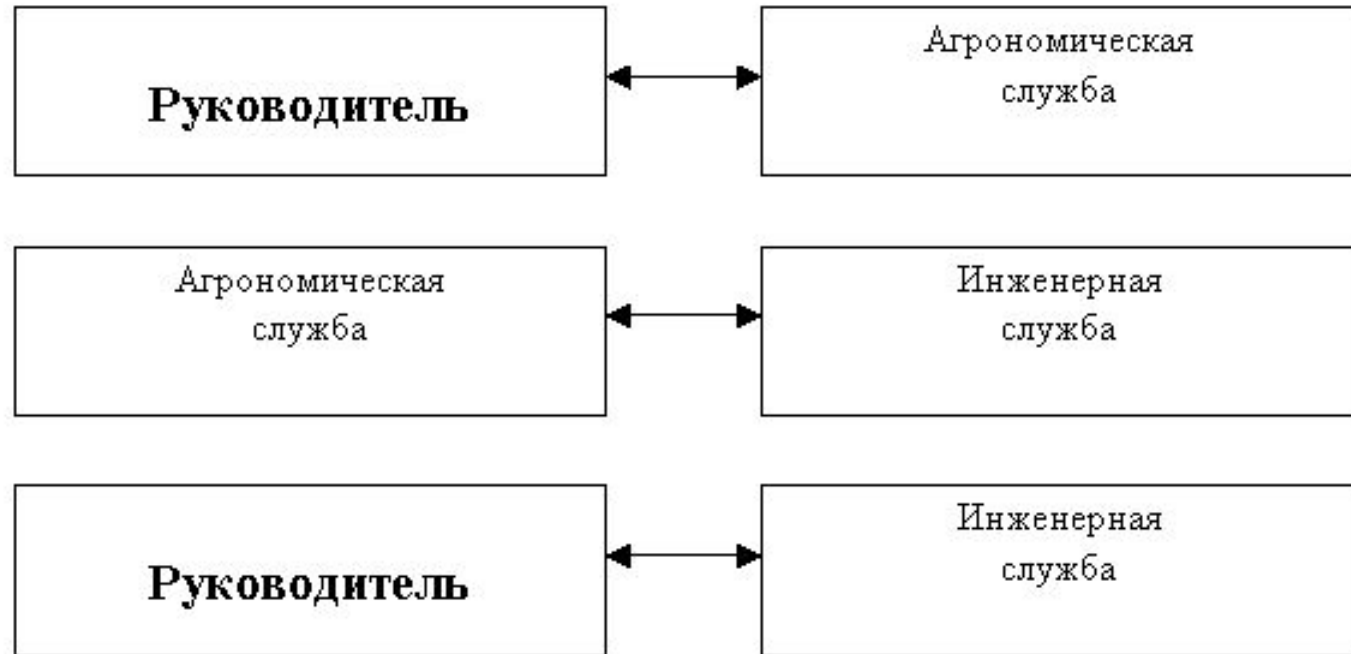 Руководитель
Агрономическая
служба
Агрономическая
служба
Инженерная
служба
Руководитель
Инженерная
служба